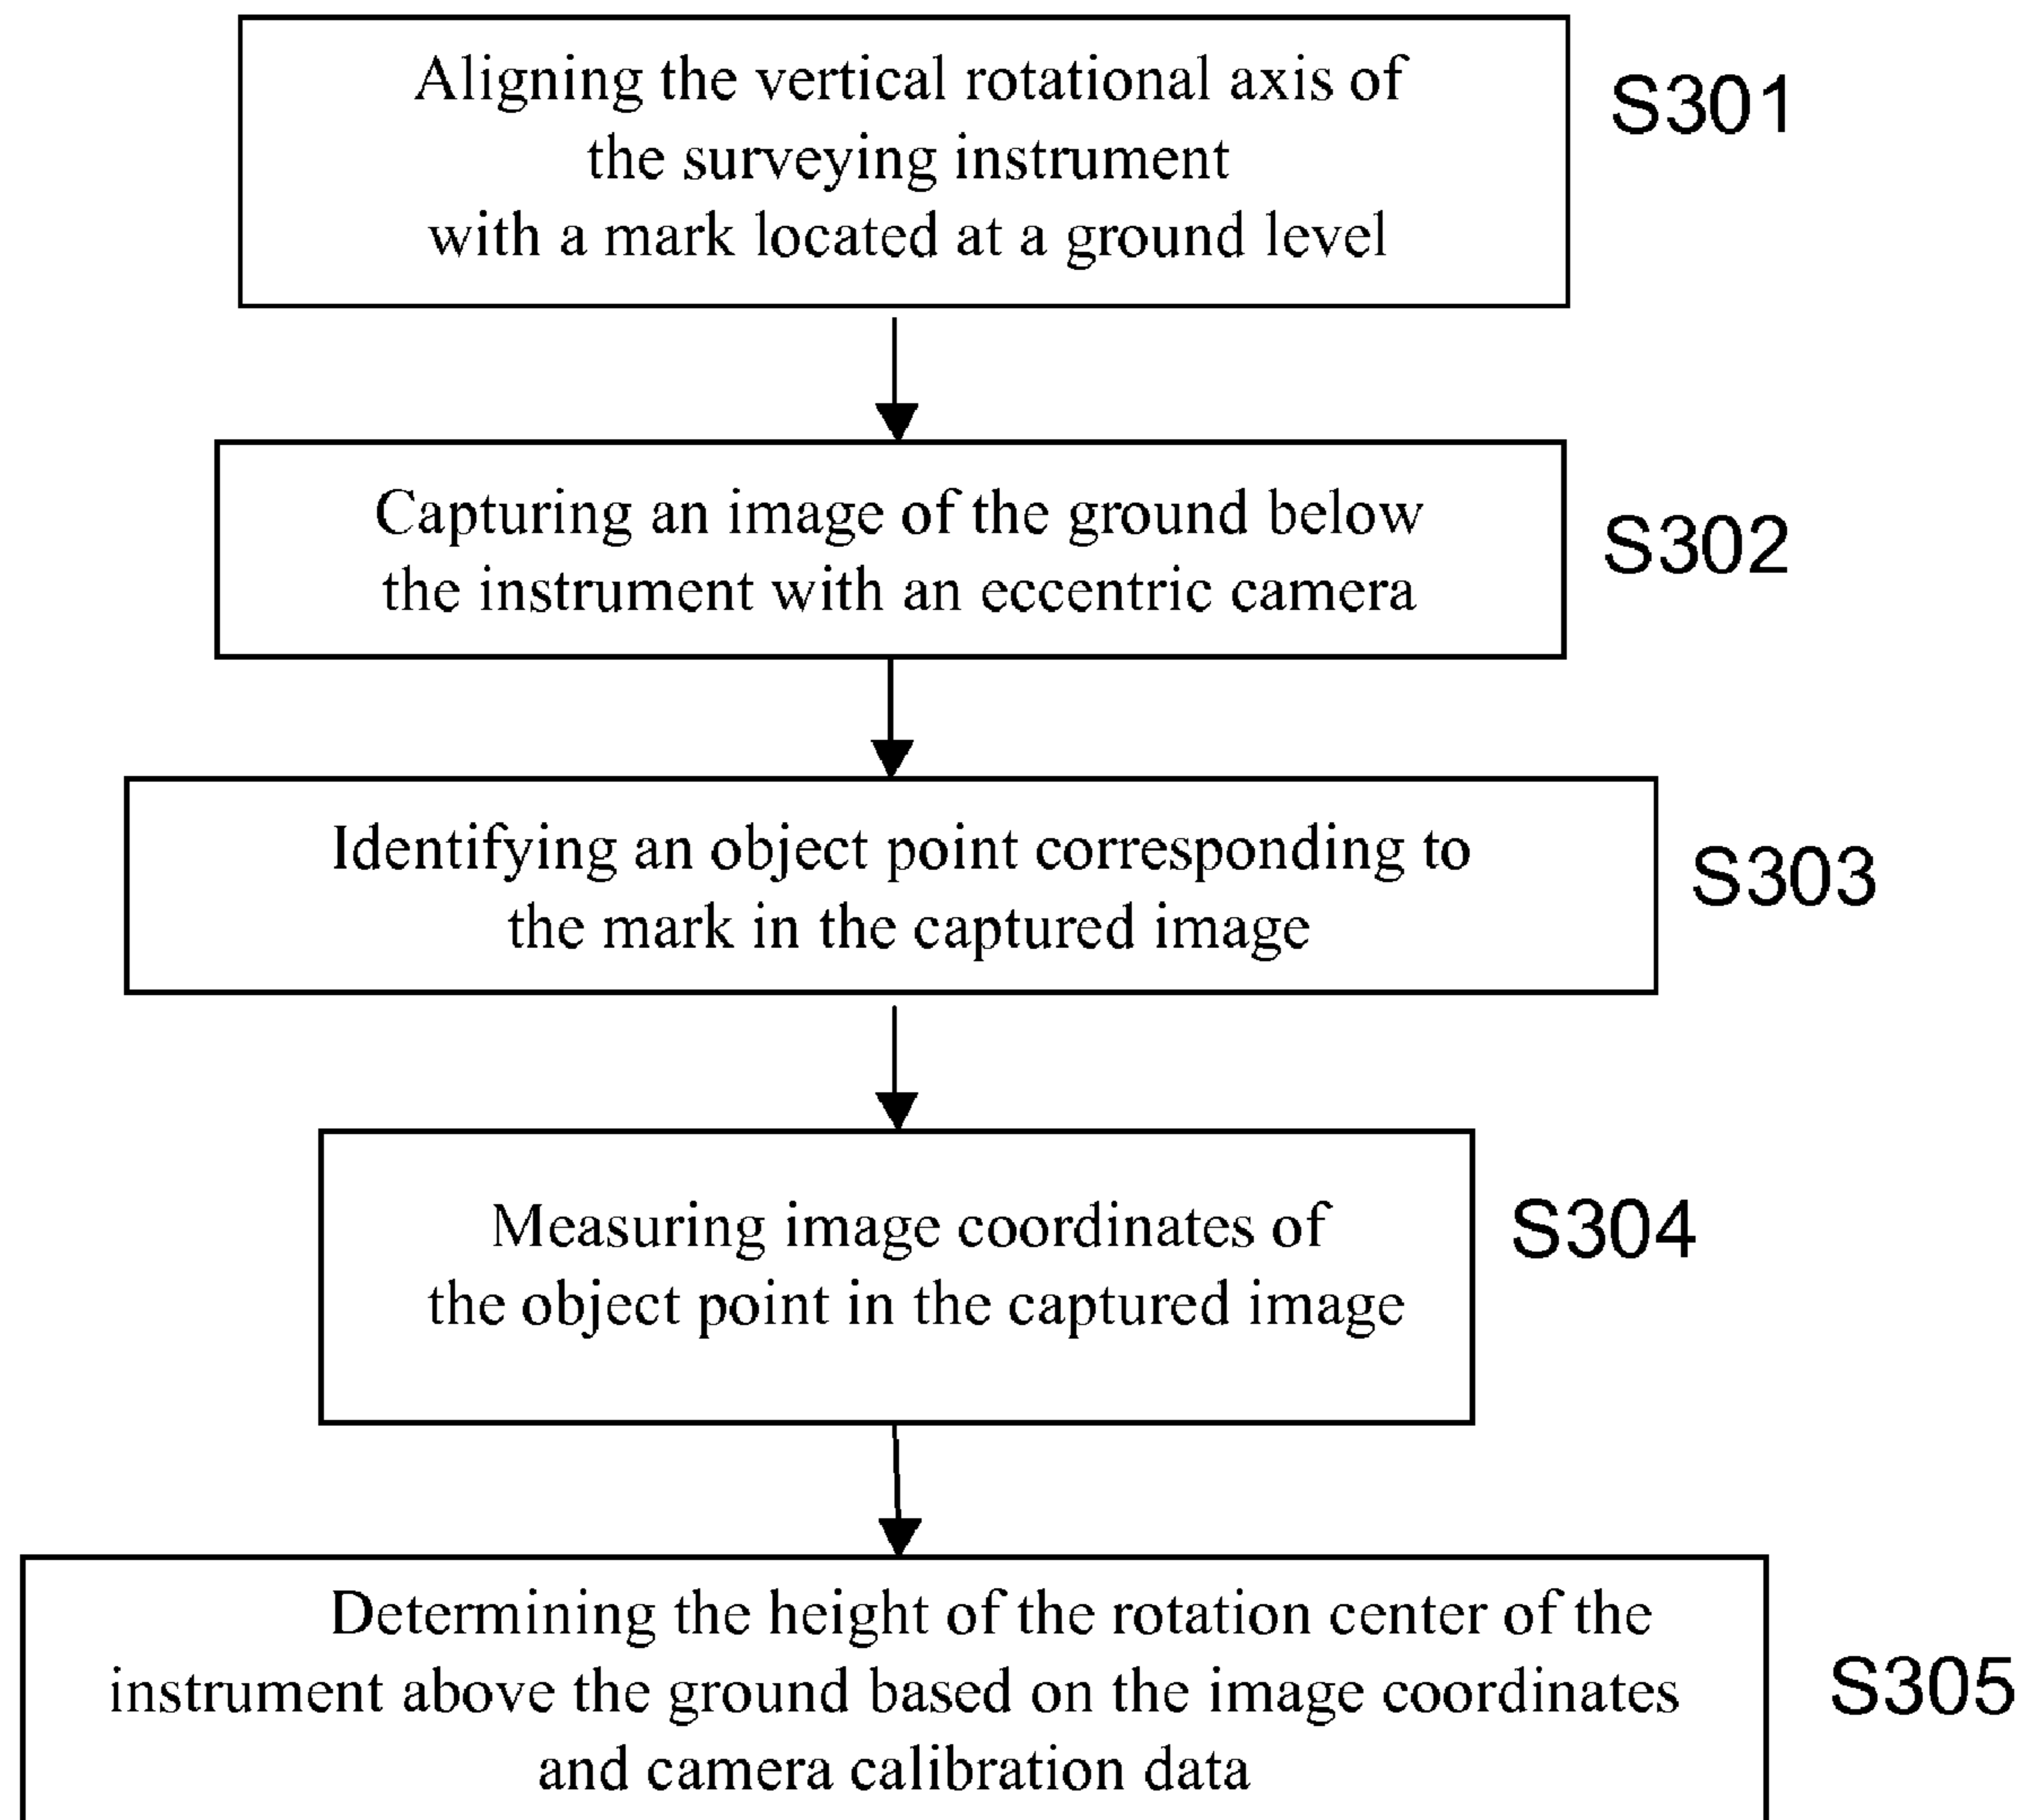 Aligning the vertical rotational axis of
the surveying instrument
with a mark located at a ground level
S301
Capturing an image of the ground below
the instrument with an eccentric camera
S302
Identifying an object point corresponding to
the mark in the captured image
S303
Measuring image coordinates of
the object point in the captured image
S304
Determining the height of the rotation center of the
instrument above the ground based on the image coordinates
and camera calibration data
S305